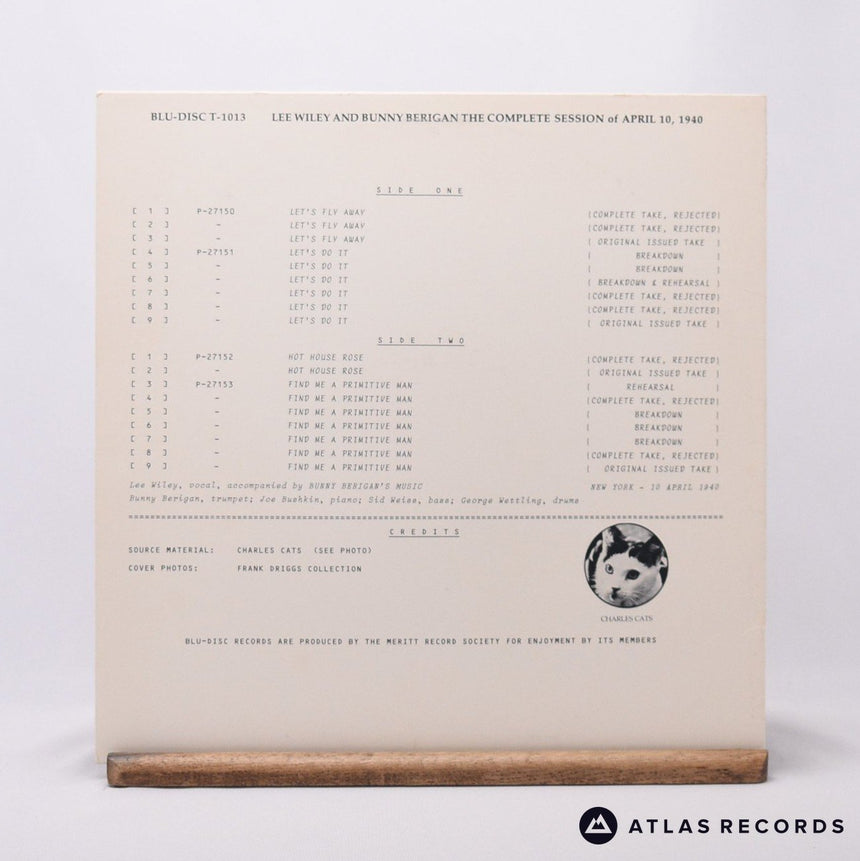 BLU-DISC T-1013 LEE WILEY AND BUNNY BERIGAN THE COMPLETE SESSION of APRIL 10, 1940
SIDE ONE
[ 1 ] P-27150 LET'S FLY AWAY (COMPLETE TAKE, REJECTED)
[ 2 ] - LET'S FLY AWAY (COMPLETE TAKE, REJECTED)
[ 3 ] - LET'S FLY AWAY ( ORIGINAL ISSUED TAKE )
[ 4 ] P-27151 LET'S DO IT ( BREAKDOWN )
[ 5 ] - LET'S DO IT ( BREAKDOWN )
[ 6 ] - LET'S DO IT ( BREAKDOWN & REHEARSAL )
[ 7 ] - LET'S DO IT (COMPLETE TAKE, REJECTED)
[ 8 ] - LET'S DO IT (COMPLETE TAKE, REJECTED)
[ 9 ] - LET'S DO IT ( ORIGINAL ISSUED TAKE )
SIDE TWO
[ 1 ] P-27152 HOT HOUSE ROSE (COMPLETE TAKE, REJECTED)
[ 2 ] - HOT HOUSE ROSE ( ORIGINAL ISSUED TAKE )
[ 3 ] P-27153 FIND ME A PRIMITIVE MAN ( REHEARSAL )
[ 4 ] - FIND ME A PRIMITIVE MAN (COMPLETE TAKE, REJECTED)
[ 5 ] - FIND ME A PRIMITIVE MAN ( BREAKDOWN )
[ 6 ] - FIND ME A PRIMITIVE MAN ( BREAKDOWN )
[ 7 ] - FIND ME A PRIMITIVE MAN ( BREAKDOWN )
[ 8 ] - FIND ME A PRIMITIVE MAN (COMPLETE TAKE, REJECTED)
[ 9 ] - FIND ME A PRIMITIVE MAN ( ORIGINAL ISSUED TAKE )
Lee Wiley, vocal, accompanied by BUNNY BERIGAN'S MUSIC NEW YORK - 10 APRIL 1940
Bunny Berigan, trumpet; Joe Bushkin, piano; Sid Weiss, bass; George Wettling, drums
CREDITS
SOURCE MATERIAL: CHARLES CATS (SEE PHOTO)
COVER PHOTOS: FRANK DRIGGS COLLECTION
CHARLES CATS
BLU-DISC RECORDS ARE PRODUCED BY THE MERITT RECORD SOCIETY FOR ENJOYMENT BY ITS MEMBERS
ATLAS RECORDS